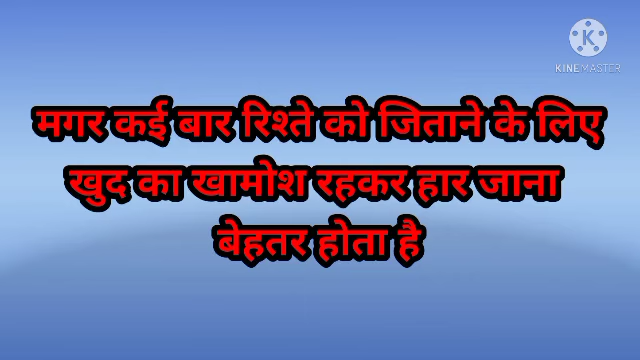 KINEMASTER
मगर कई बार रिश्ते को जिताने के लिए
खुद का खामोश रहकर हार जाना
बेहतर होता है